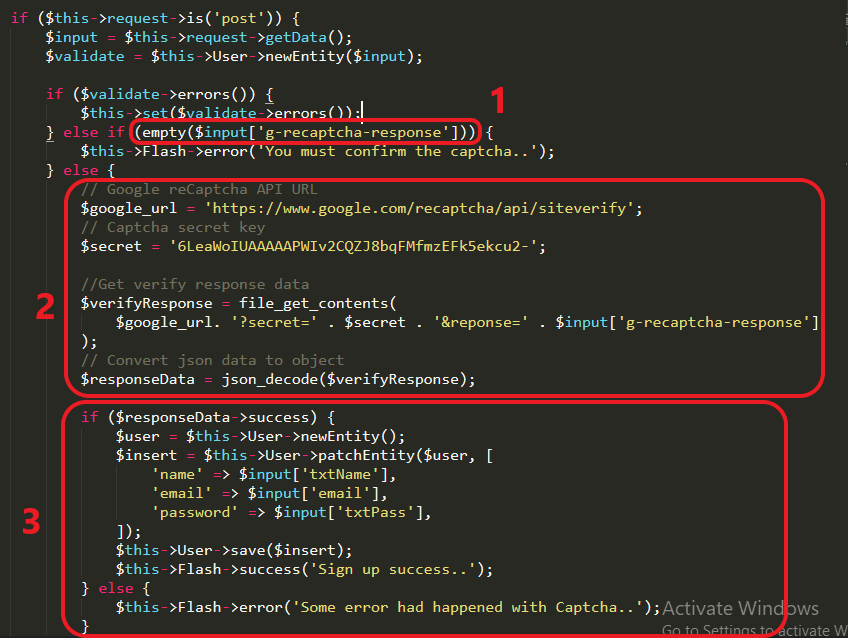 if ($this->request->is('post')) {
$input = $this->request->getData();
$validate = $this->User->newEntity($input);
if ($validate->errors()) {
$this->set($validate->errors());
1
} else if (empty($input['g-recaptcha-response'])) {
$this->Flash->error('You must confirm the captcha..');
} else {
// Google reCaptcha API URL
$google_url = 'https://www.google.com/recaptcha/api/siteverify';
// Captcha secret key
$secret = '6LeaWoIUAAAAAPWIv2CQZJ8bqFMfmzEFk5ekcu2-';
//Get verify response data
2
$verifyResponse = file_get_contents(
$google_url. '?secret=' . $secret . '&reponse=' . $input['g-recaptcha-response']
);
// Convert json data to object
$responseData = json_decode($verifyResponse);
if ($responseData->success) {
$user = $this->User->newEntity();
$insert = $this->User->patchEntity($user, [
'name' => $input['txtName'],
'email' => $input['email'],
'password' => $input['txtPass'],
3
]);
$this->User->save($insert);
$this->Flash->success('Sign up success..');
} else {
$this->Flash->error('Some error had happened with Captcha..');
}
Activate Windows
Go to Settings to activate W